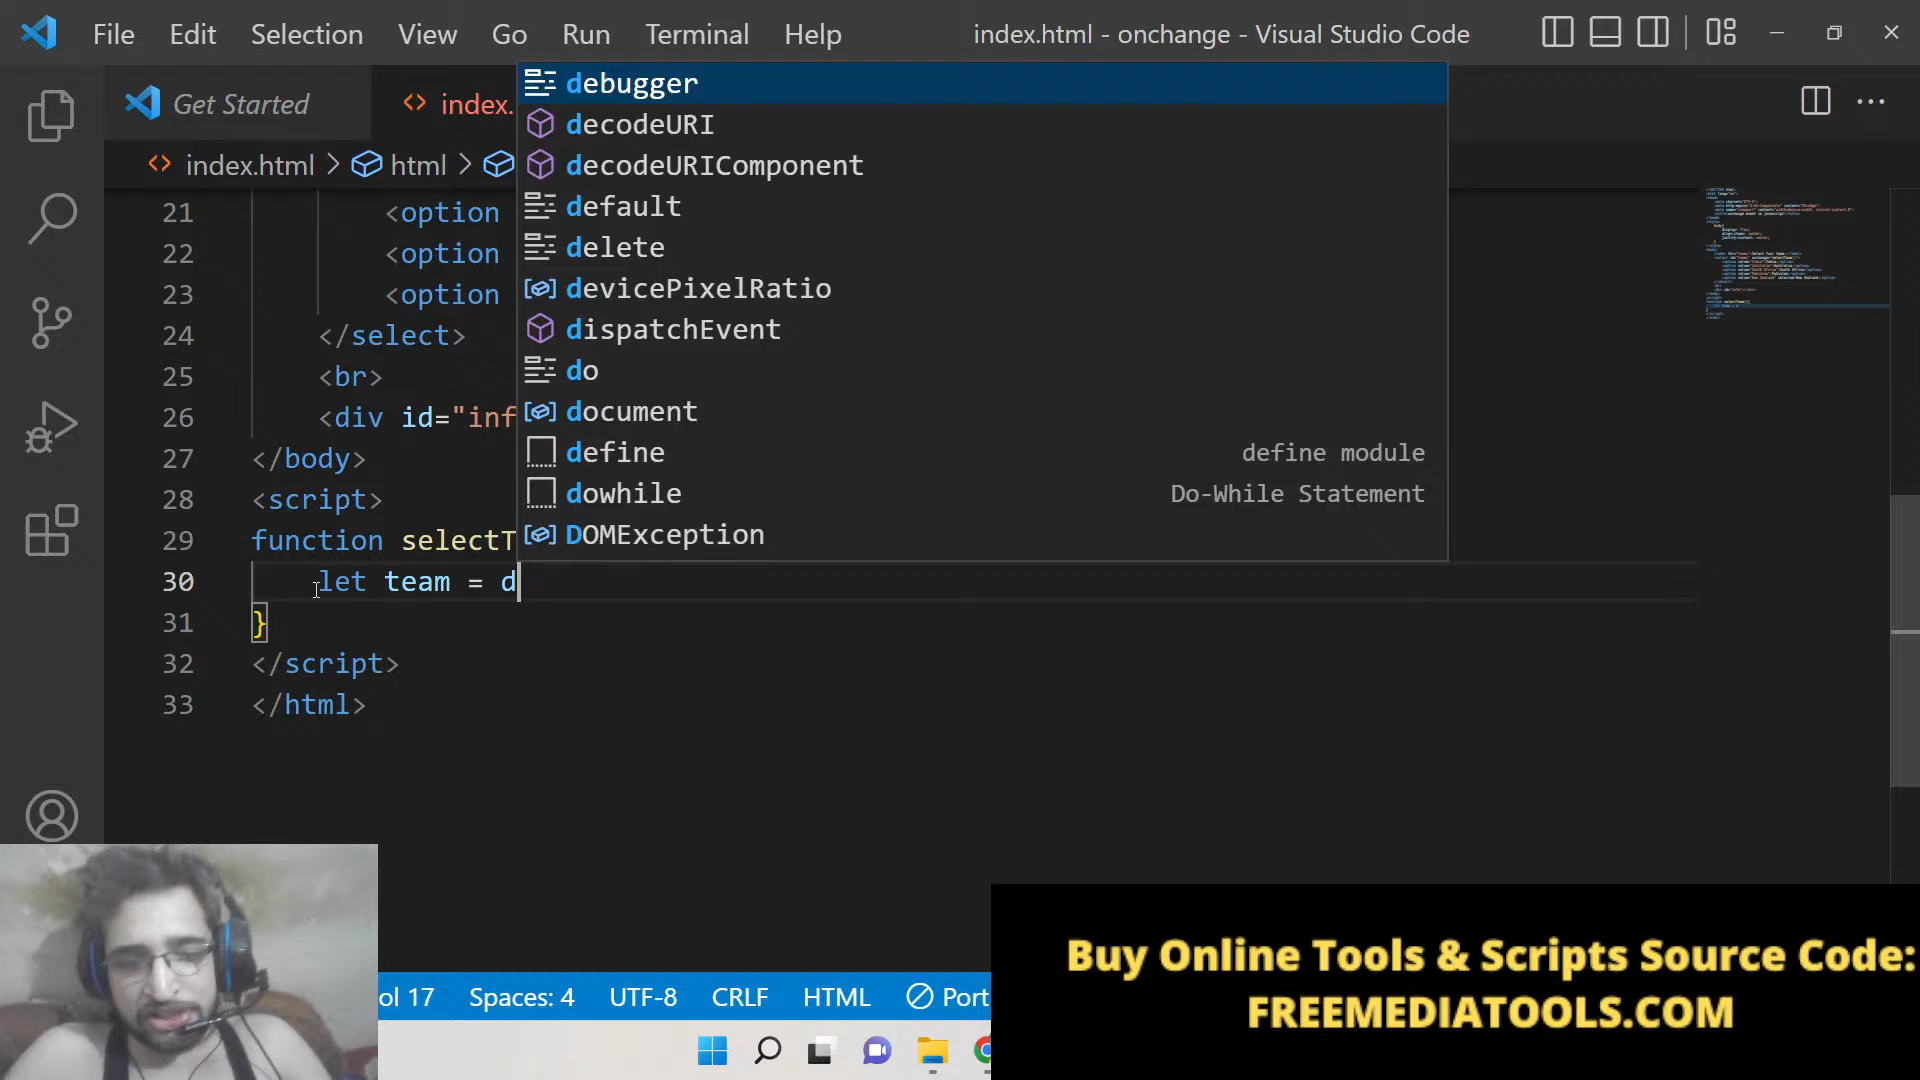 File Edit Selection View Go Run Terminal Help index.html - onchange - Visual Studio Code
Get Started
index.
index.html > html >
21 <option
22 <option
23 <option
24 </select>
25 <br>
26 <div id="inf
27 </body>
28 <script>
29 function selectT
30 let team = d
31 }
32 </script>
33 </html>
debugger
decodeURI
decodeURIComponent
default
delete
devicePixelRatio
dispatchEvent
do
document
define define module
dowhile Do-While Statement
DOMException
ol 17 Spaces: 4 UTF-8 CRLF HTML Port
Buy Online Tools & Scripts Source Code:
FREEMEDIATOOLS.COM